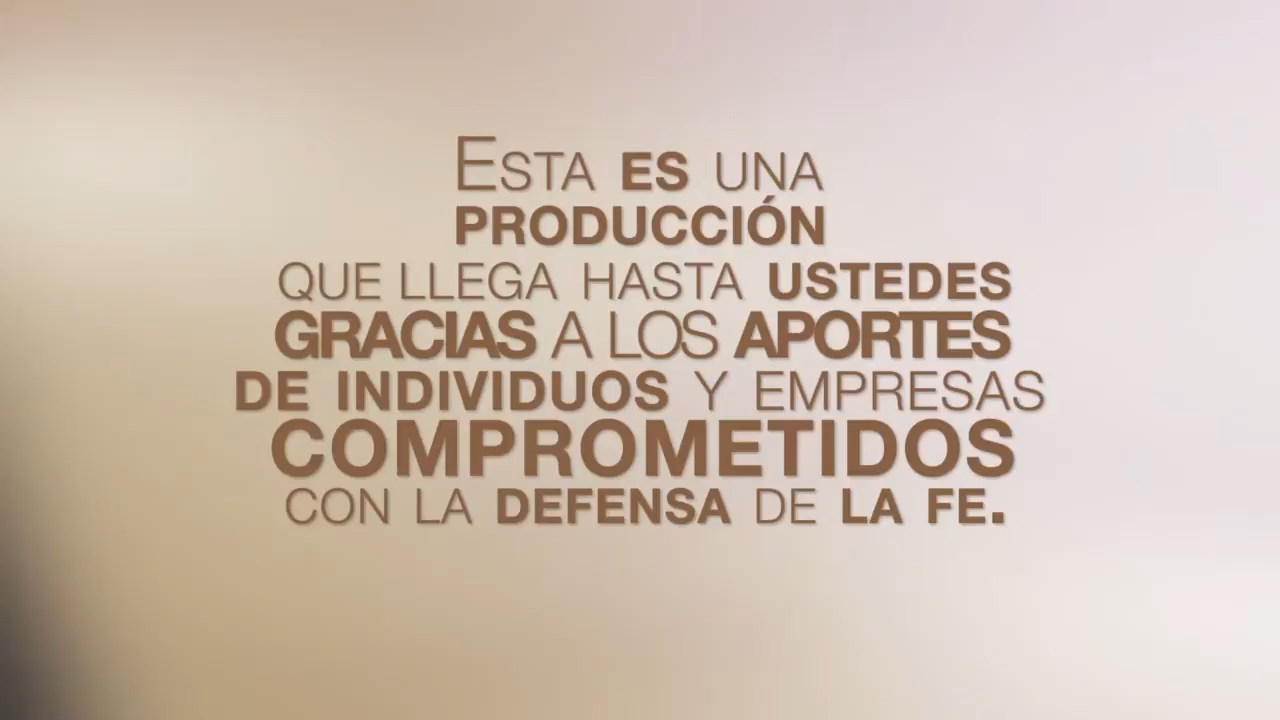 ESTA ES UNA
PRODUCCIÓN
QUE LLEGA HASTA USTEDES
GRACIAS A LOS APORTES
DE INDIVIDUOS Y EMPRESAS
COMPROMETIDOS
CON LA DEFENSA DE LA FE.